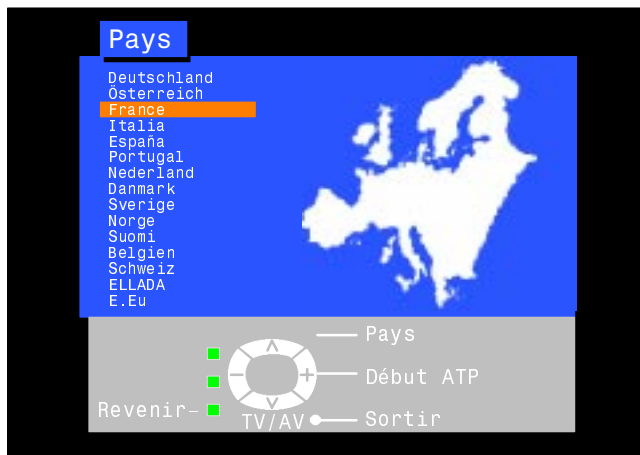 Pays
Deutschland
Österreich
France
Italia
España
Portugal
Nederland
Danmark
Sverige
Norge
Suomi
Belgien
Schweiz
ELLADA
E.Eu
Pays
Début ATP
Revenir
TV/AV
Sortir